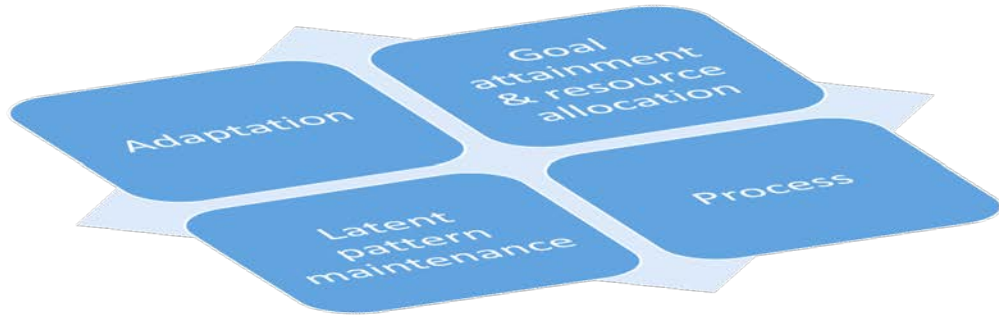 Adaptation
Goal
attainment
& resource
allocation
Latent
pattern
maintenance
Process